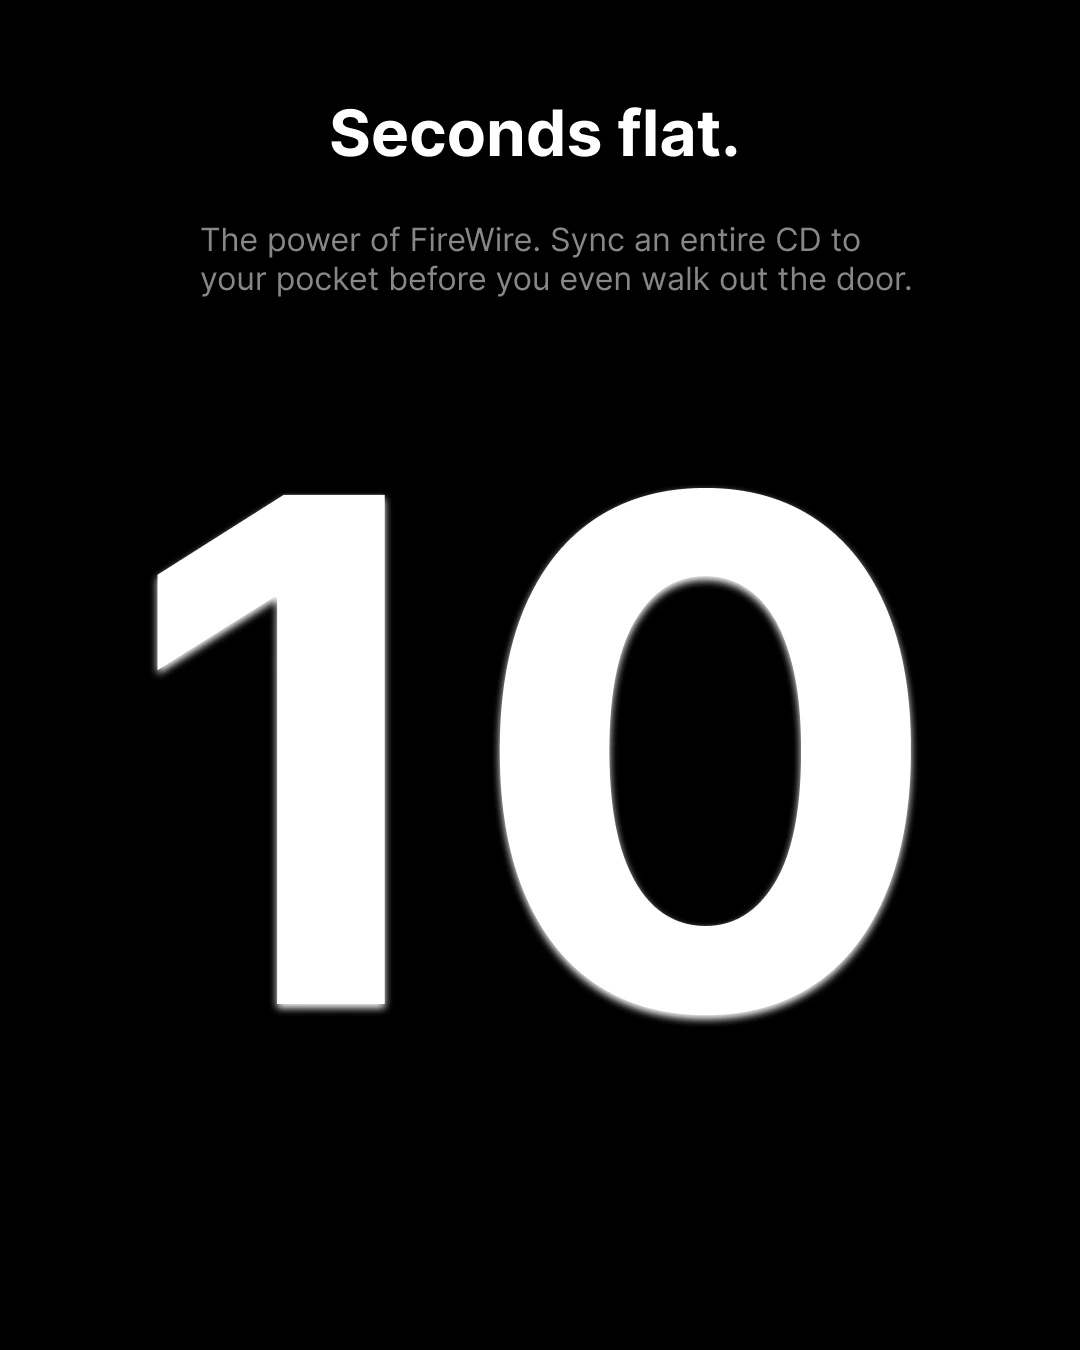 Seconds flat.
The power of FireWire. Sync an entire CD to
your pocket before you even walk out the door.
10